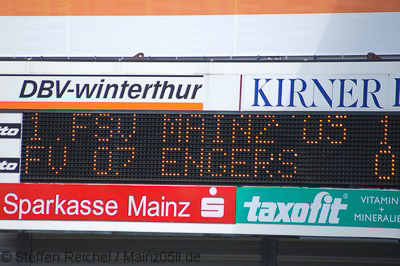 DBV-winterthur
KIRNER
1.FSV MAINZ 05 1
FV 07 ENGERS 0
Sparkasse Mainz
taxofit®
VITAMIN +
MINERALIE
© Steffen Reichel / Mainz05II.de